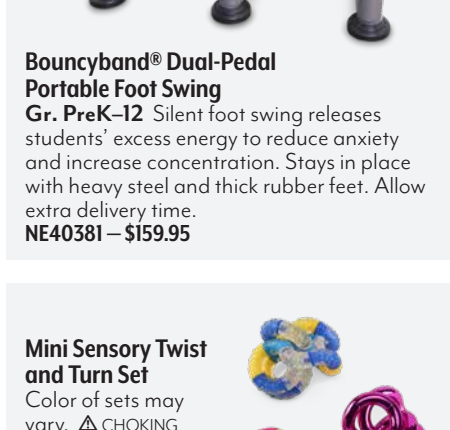 Bouncyband® Dual-Pedal
Portable Foot Swing
Gr. PreK–12 Silent foot swing releases
students’ excess energy to reduce anxiety
and increase concentration. Stays in place
with heavy steel and thick rubber feet. Allow
extra delivery time.
NE40381 — $159.95
Mini Sensory Twist
and Turn Set
Color of sets may
vary. ⚠ CHOKING